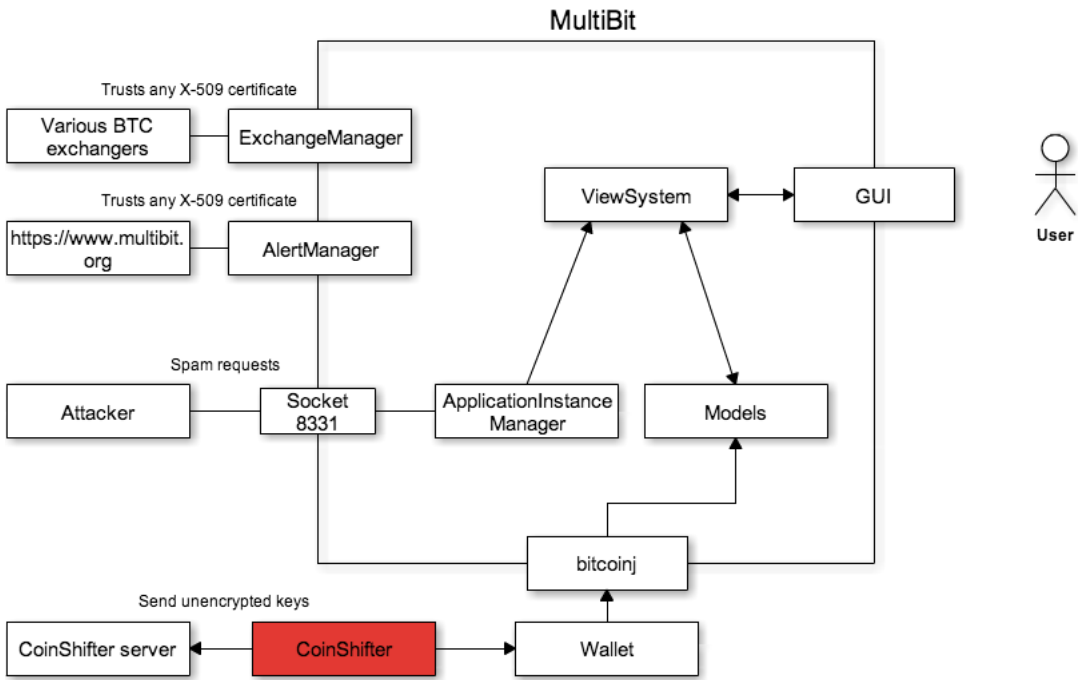 MultiBit
Trusts any X-509 certificate
Various BTC
exchangers
ExchangeManager
Trusts any X-509 certificate
https://www.multibit.
org
AlertManager
ViewSystem
GUI
User
Spam requests
Attacker
Socket
8331
ApplicationInstance
Manager
Models
bitcoinj
Send unencrypted keys
CoinShifter server
CoinShifter
Wallet